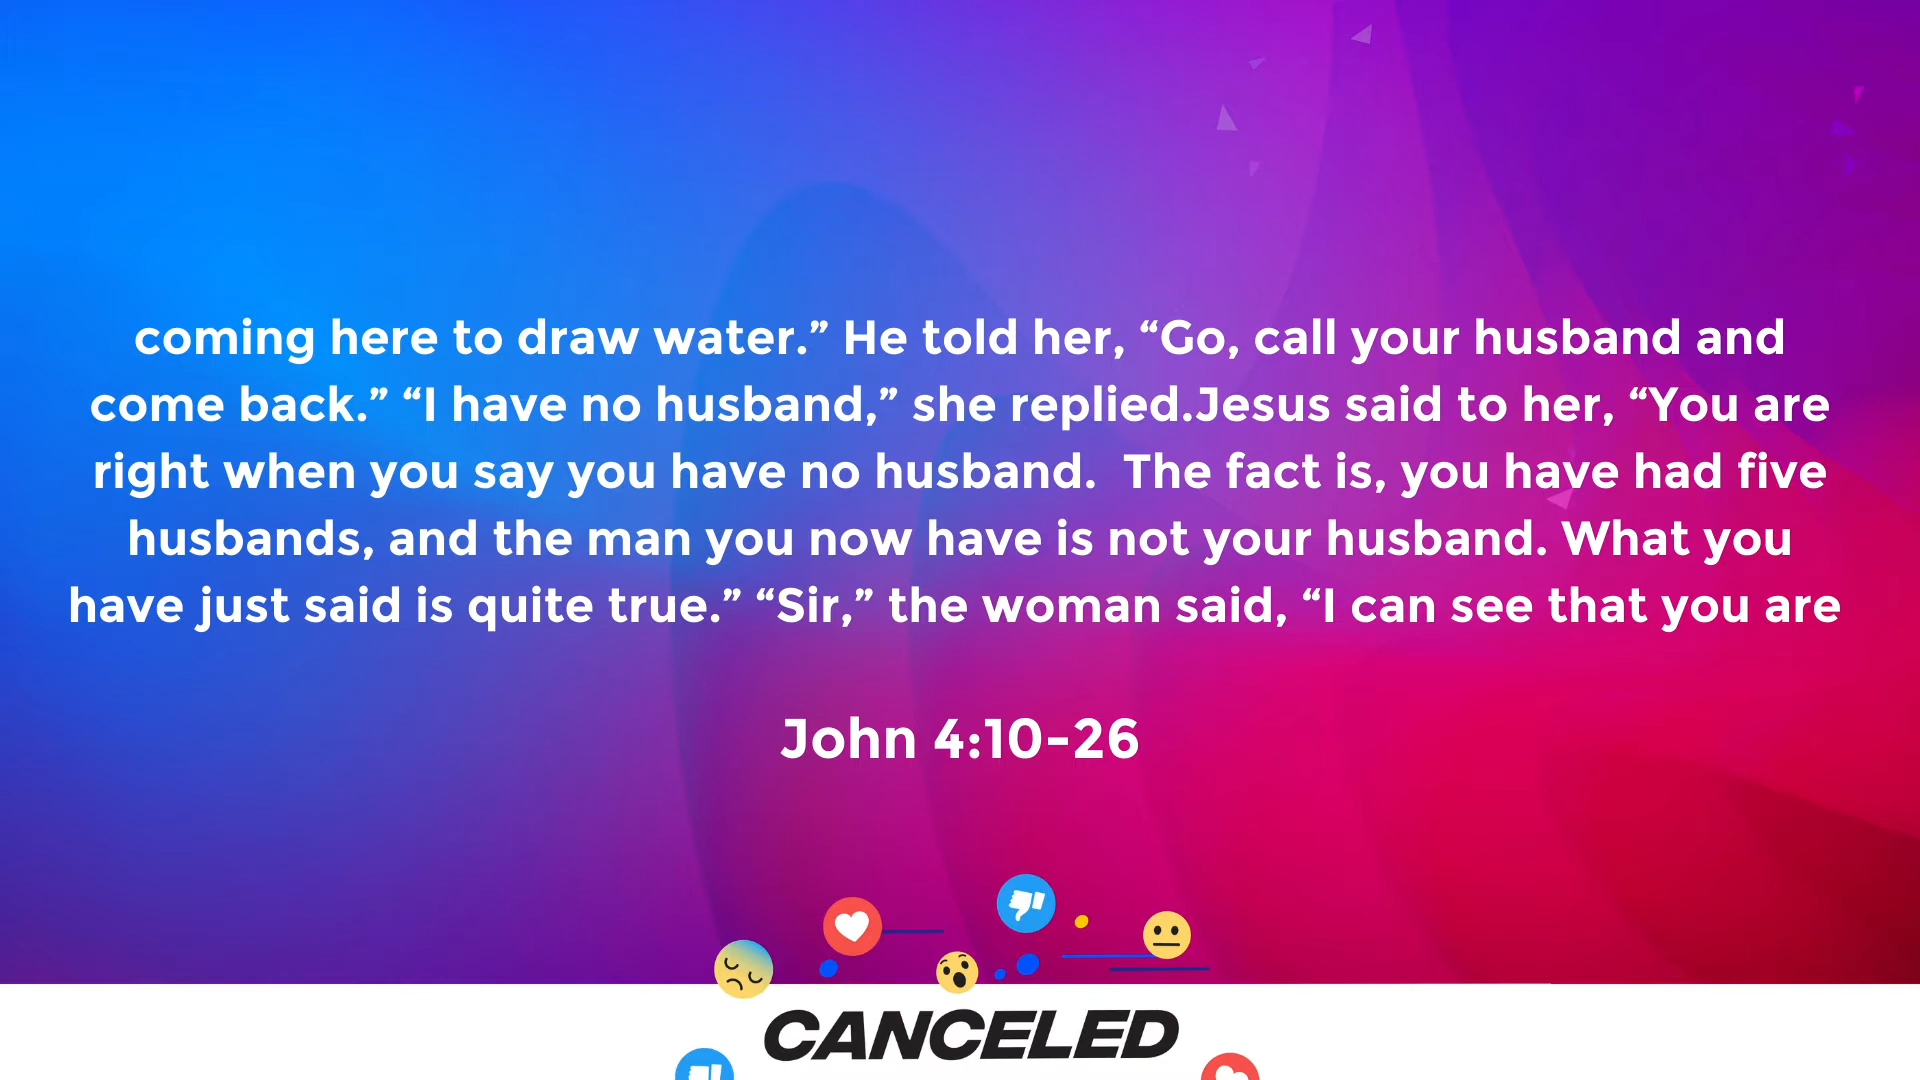 coming here to draw water.” He told her, “Go, call your husband and
come back.” “I have no husband,” she replied.Jesus said to her, “You are
right when you say you have no husband.  The fact is, you have had five
husbands, and the man you now have is not your husband. What you
have just said is quite true.” “Sir,” the woman said, “I can see that you are
John 4:10-26
CANCELED